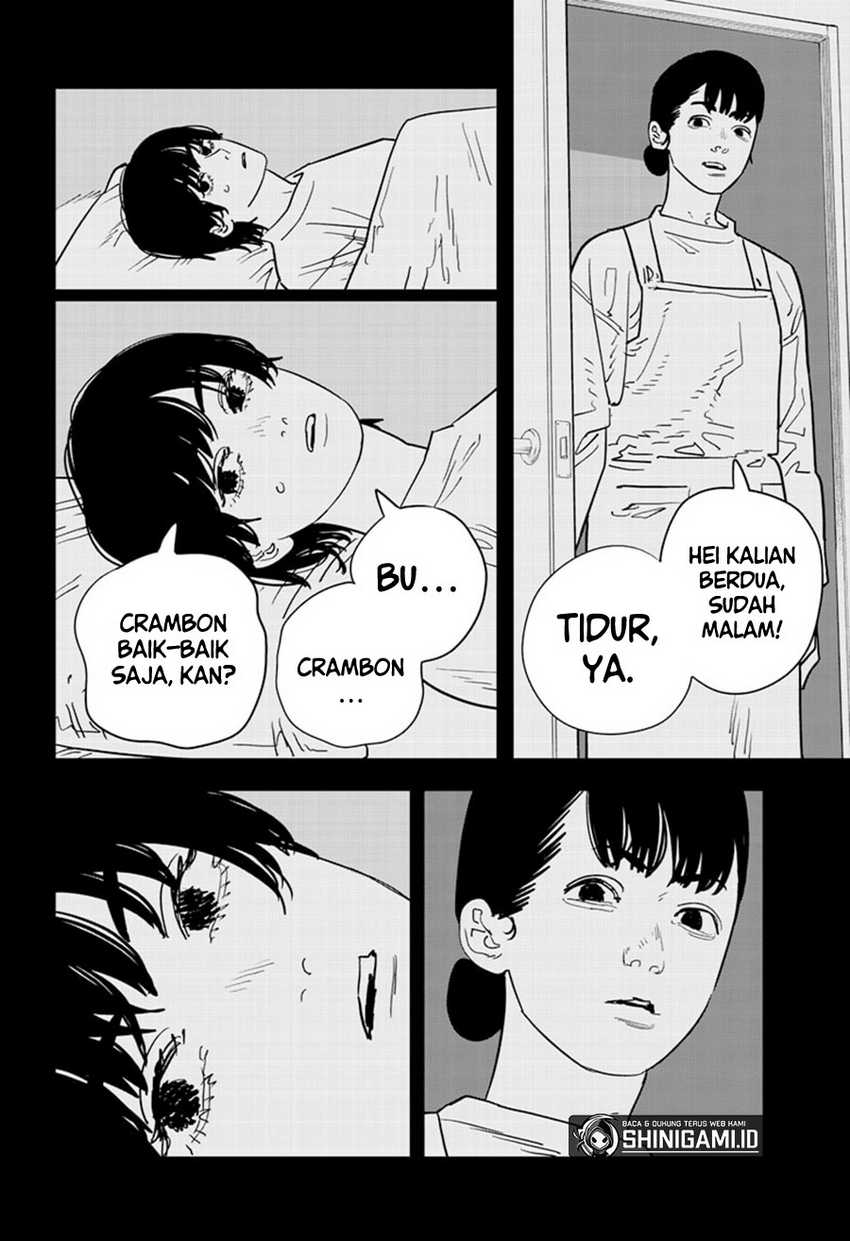 HEI KALIAN
BERDUA,
SUDAH
MALAM!
TIDUR,
YA.
BU...
CRAMBON
...
CRAMBON
BAIK-BAIK
SAJA, KAN?
BACA & DUKUNG TERUS WEB KAMI
SHINIGAMI.ID